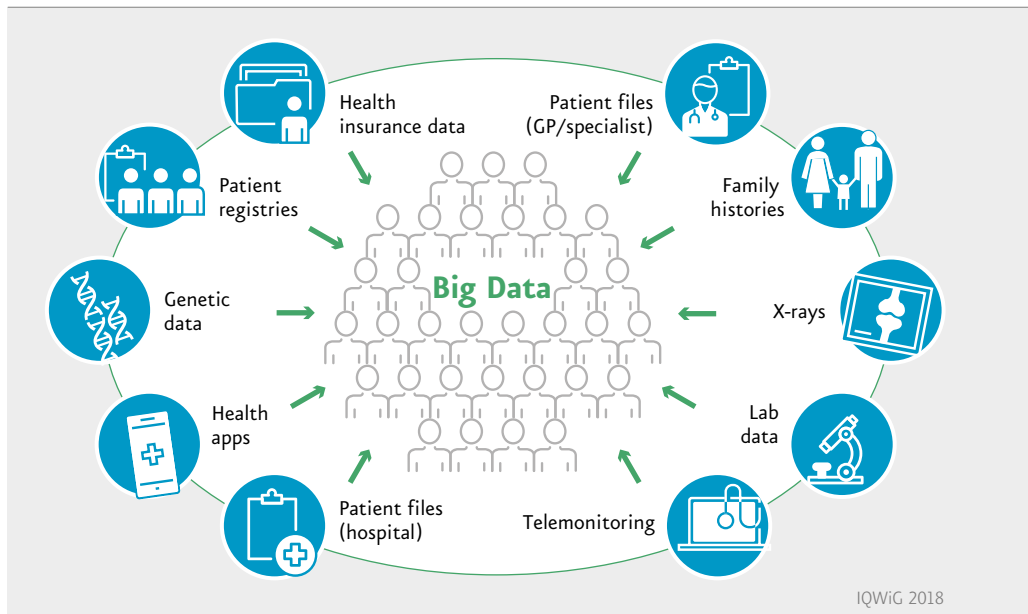 Health
insurance data
Patient files
(GP/specialist)
Patient
registries
Family
histories
Big Data
Genetic
data
X-rays
Health
apps
Lab
data
Patient files
(hospital)
Telemonitoring
IQWiG 2018